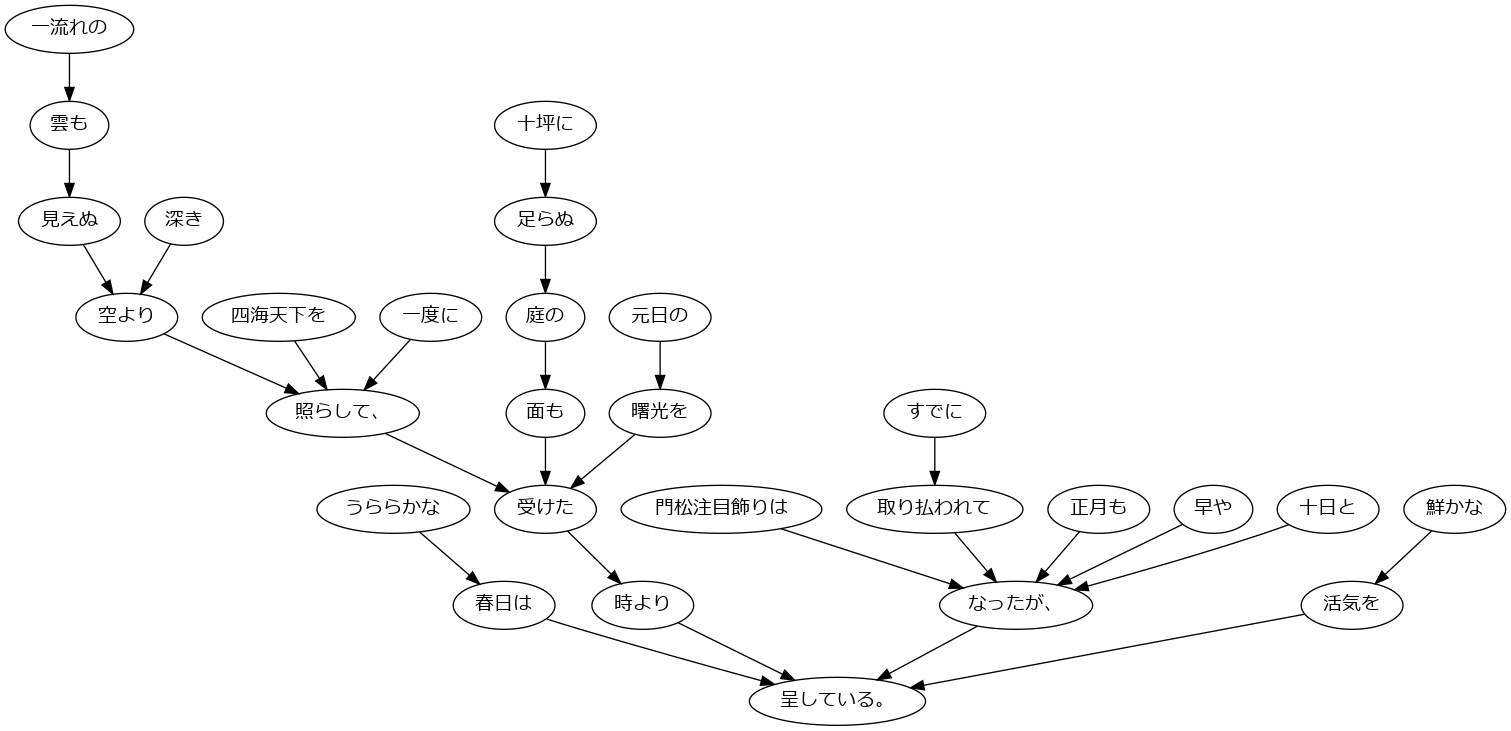 一流れの
雲も
十坪に
見えぬ
深き
足らぬ
空より
四海天下を
一度に
庭の
元日の
照らして、
面も
曙光を
すでに
うららかな
受けた
門松注目飾りは
取り払われて
正月も
早や
十日と
鮮かな
春日は
時より
なったが、
活気を
呈している。